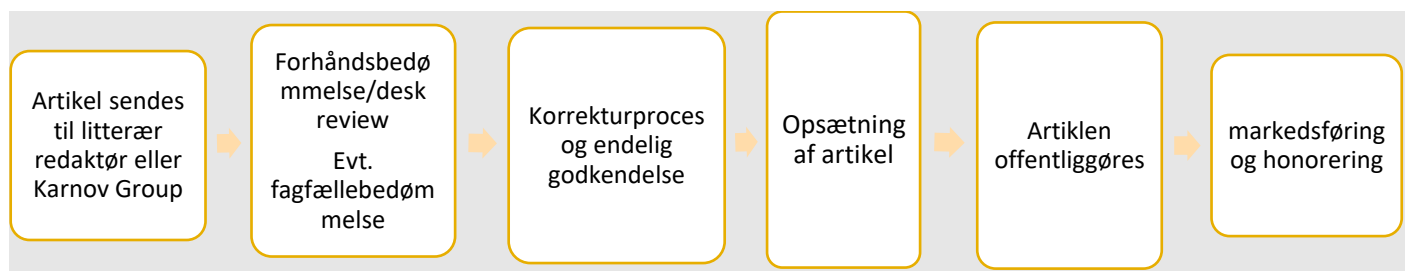 Artikel sendes
til litterær
redaktør eller
Karnov Group
Forhåndsbedø
mmelse/desk
review
Evt.
fagfællebedøm
melse
Korrekturproces
og endelig
godkendelse
Opsætning
af artikel
Artiklen
offentliggøres
markedsføring
og honorering